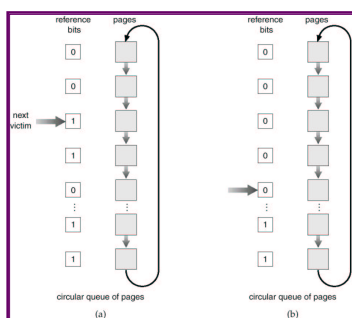 reference bits
pages
0
0
next victim
1
1
0
⋮
⋮
1
1
circular queue of pages
(a)
reference bits
pages
0
0
0
0
0
⋮
⋮
1
1
circular queue of pages
(b)